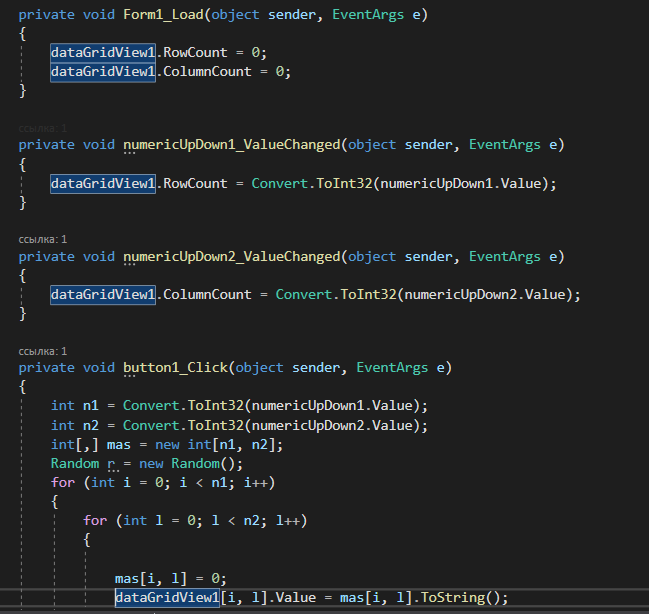 private void Form1_Load(object sender, EventArgs e)
{
dataGridView1.RowCount = 0;
dataGridView1.ColumnCount = 0;
}
ссылка: 1
private void numericUpDown1_ValueChanged(object sender, EventArgs e)
{
dataGridView1.RowCount = Convert.ToInt32(numericUpDown1.Value);
}
ссылка: 1
private void numericUpDown2_ValueChanged(object sender, EventArgs e)
{
dataGridView1.ColumnCount = Convert.ToInt32(numericUpDown2.Value);
}
ссылка: 1
private void button1_Click(object sender, EventArgs e)
{
int n1 = Convert.ToInt32(numericUpDown1.Value);
int n2 = Convert.ToInt32(numericUpDown2.Value);
int[,] mas = new int[n1, n2];
Random r = new Random();
for (int i = 0; i < n1; i++)
{
for (int l = 0; l < n2; l++)
{
mas[i, l] = 0;
dataGridView1[i, l].Value = mas[i, l].ToString();